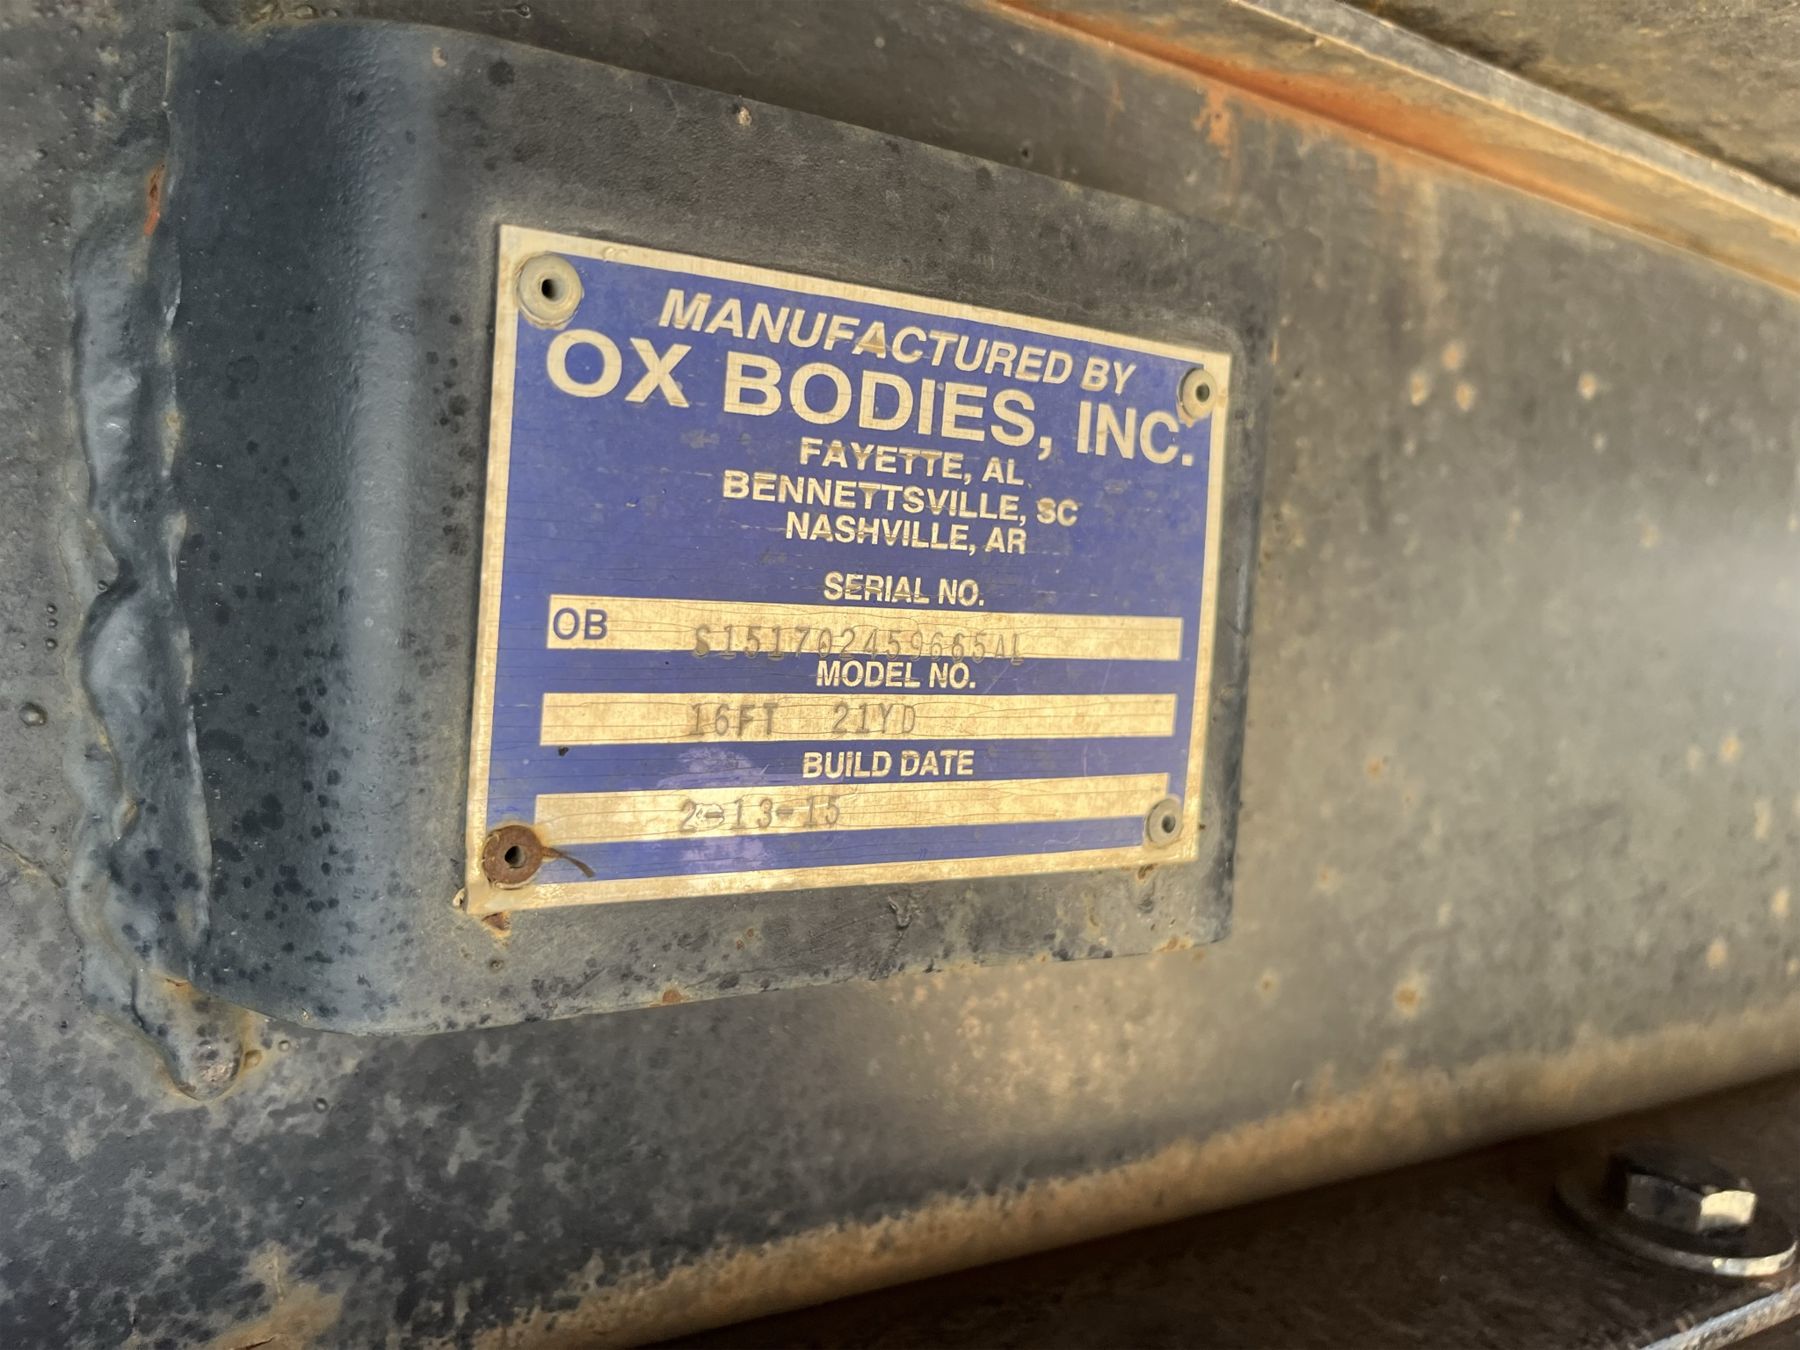 MANUFACTURED BY
OX BODIES, INC.
FAYETTE, AL
BENNETTSVILLE, SC
NASHVILLE, AR
SERIAL NO.
OB S151702459665AL
MODEL NO.
16FT 21YD
BUILD DATE
2-13-15